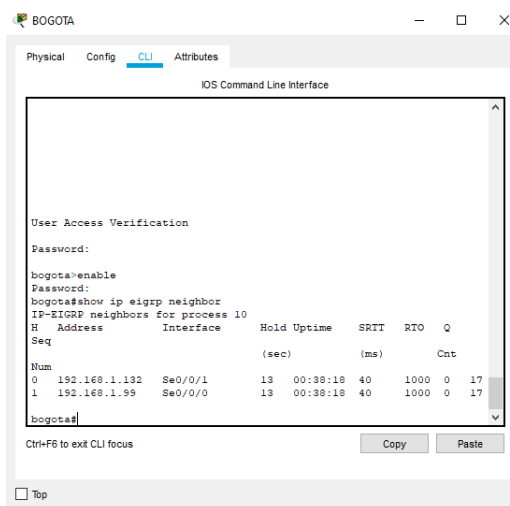 BOGOTA
Physical Config CLI Attributes
IOS Command Line Interface
User Access Verification
Password:
bogota>enable
Password:
bogota#show ip eigrp neighbor
IP-EIGRP neighbors for process 10
H Address Interface Hold Uptime SRTT RTO Q
Seq
(sec) (ms) Cnt
Num
0 192.168.1.132 Se0/0/1 13 00:38:18 40 1000 0 17
1 192.168.1.99 Se0/0/0 13 00:38:18 40 1000 0 17
bogota#
Ctrl+F6 to exit CLI focus Copy Paste
Top